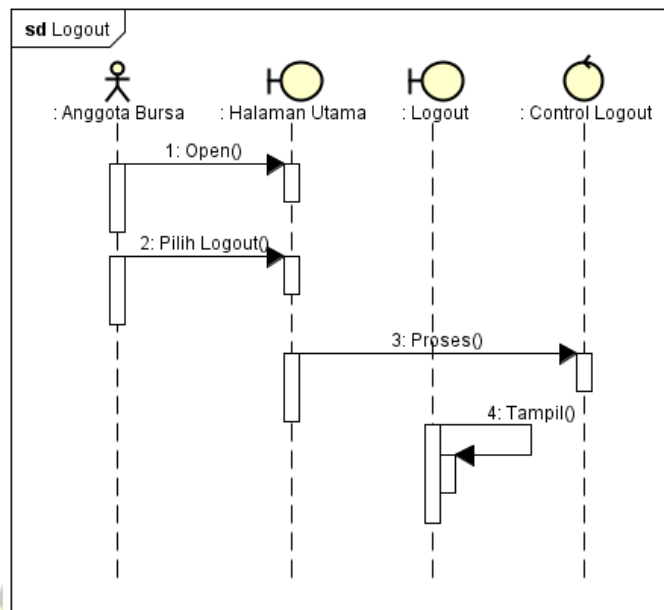 sd Logout
: Anggota Bursa
: Halaman Utama
: Logout
: Control Logout
1: Open()
2: Pilih Logout()
3: Proses()
4: Tampil()